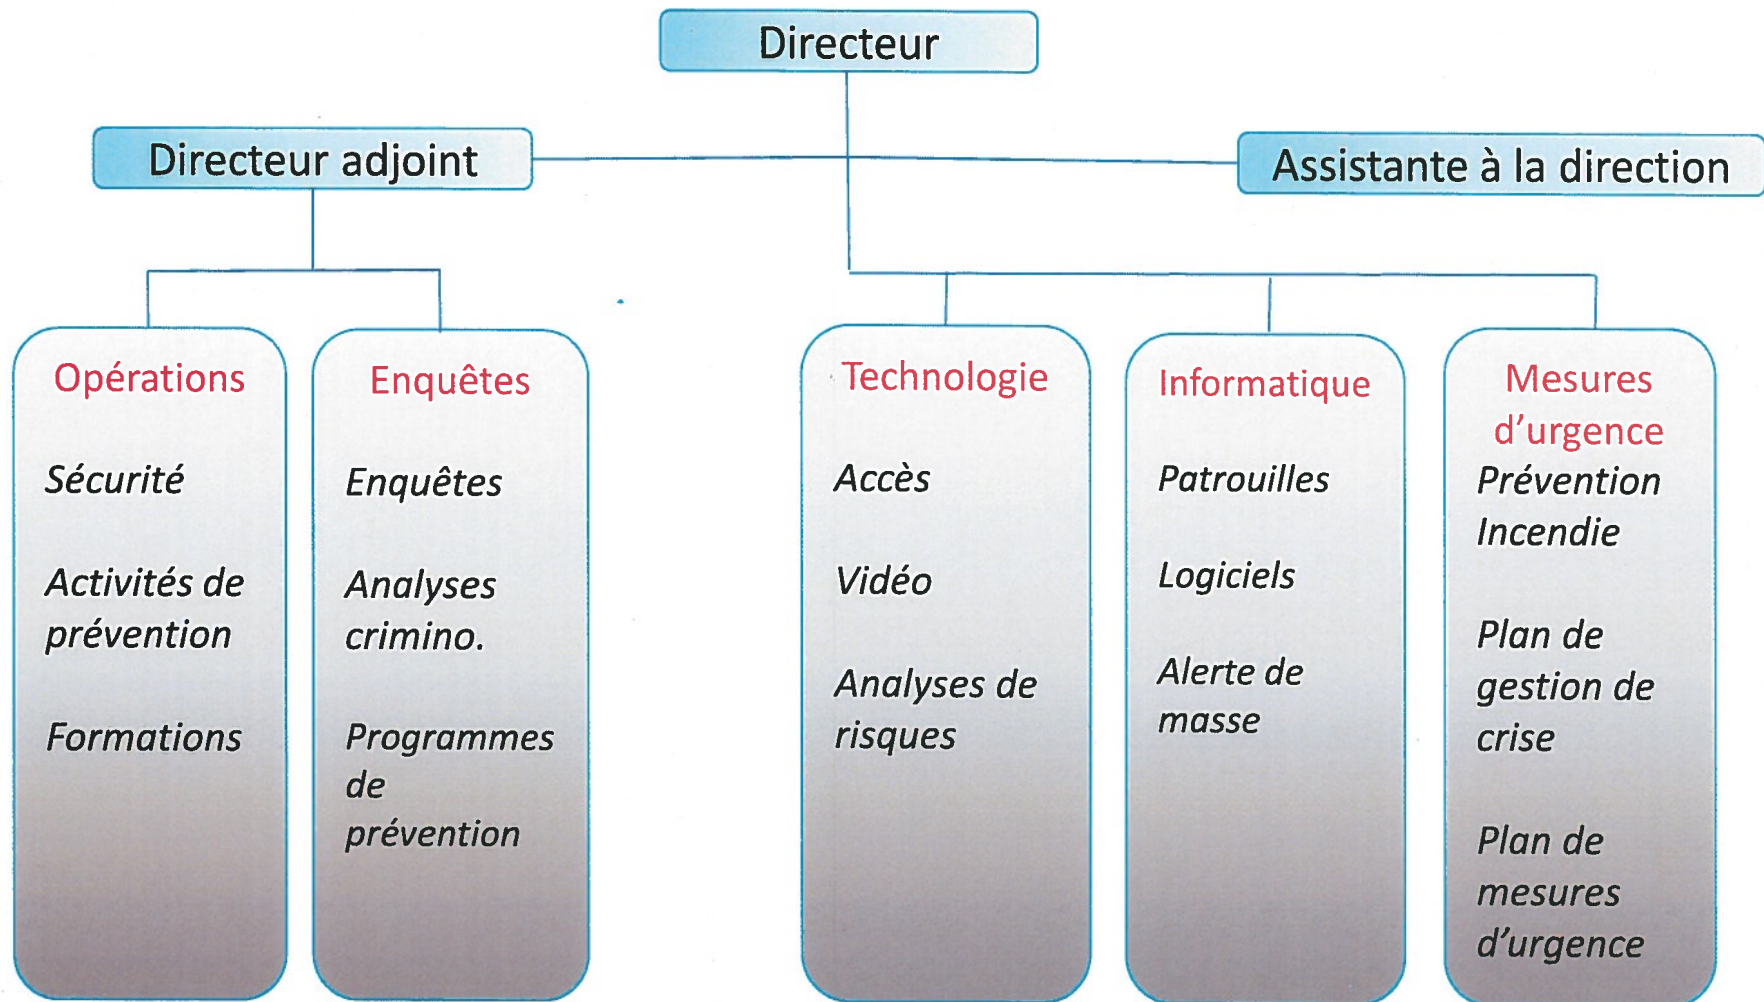 Directeur
Directeur adjoint
Assistante à la direction
Opérations
Sécurité
Activités de
prévention
Formations
Enquêtes
Enquêtes
Analyses
crimino.
Programmes
de
prévention
Technologie
Accès
Vidéo
Analyses de
risques
Informatique
Patrouilles
Logiciels
Alerte de
masse
Mesures
d'urgence
Prévention
Incendie
Plan de
gestion de
crise
Plan de
mesures
d'urgence